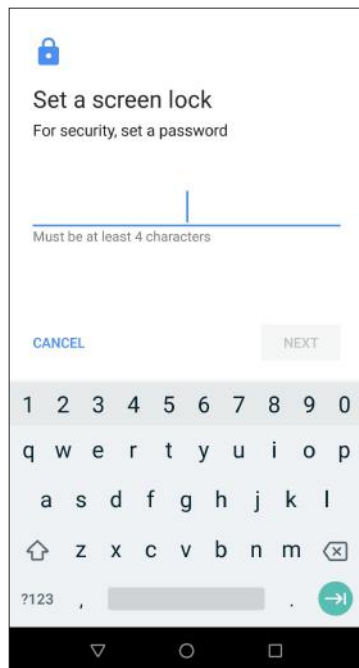 Set a screen lock
For security, set a password
Must be at least 4 characters
CANCEL NEXT
1 2 3 4 5 6 7 8 9 0
q w e r t y u i o p
a s d f g h j k l
z x c v b n m
?123 , .